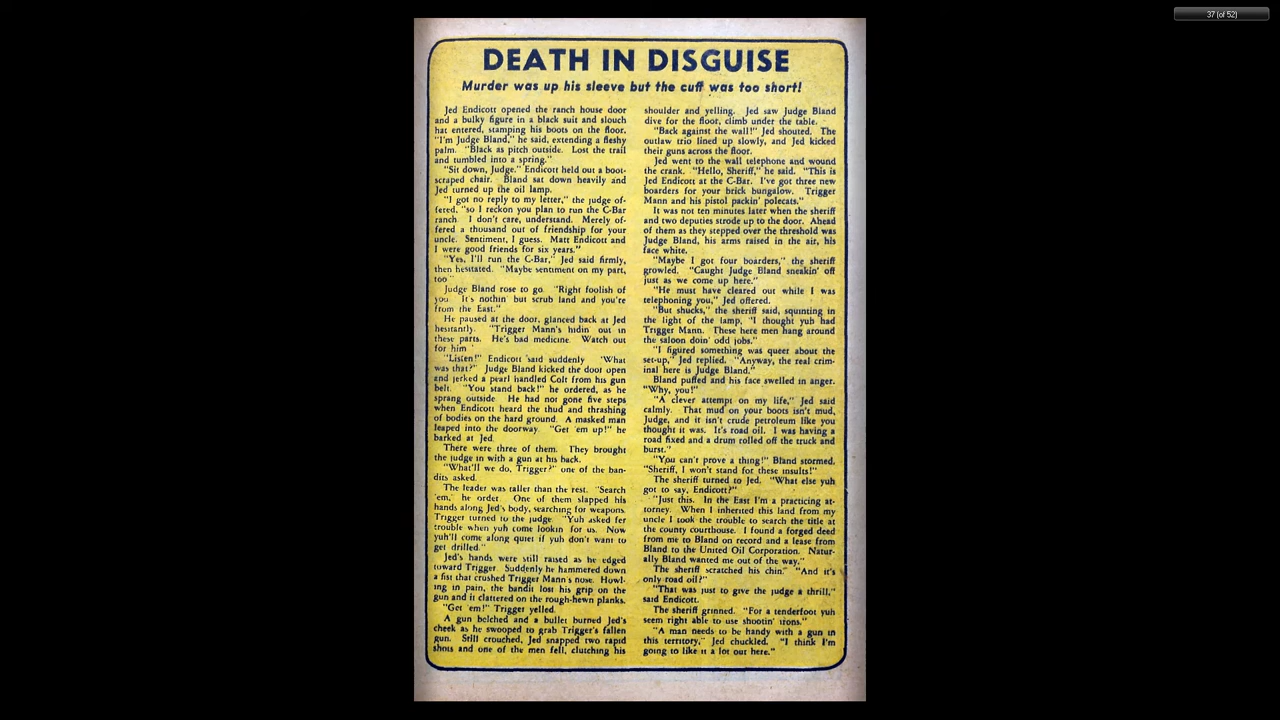 37 (of 52)
DEATH IN DISGUISE
Murder was up his sleeve but the cuff was too short!
Jed Endicott opened the ranch house door
and a bulky figure in a black suit and slouch
hat entered, stamping his boots on the floor.
"I'm Judge Bland," he said, extending a fleshy
palm. "Black as pitch outside. Lost the trail
and tumbled into a spring."
"Sit down, Judge." Endicott held out a boot-
scraped chair. Bland sat down heavily and
Jed turned up the oil lamp.
"I got no reply to my letter," the judge of-
fered, "so I reckon you plan to run the C-Bar
ranch. I don't care, understand. Merely of-
fered a thousand out of friendship for your
uncle. Sentiment, I guess. Matt Endicott and
I were good friends for six years."
"Yes, I'll run the C-Bar," Jed said firmly,
then hesitated. "Maybe sentiment on my part,
too"
Judge Bland rose to go. "Right foolish of
you. It's nothin' but scrub land and you're
from the East."
He paused at the door, glanced back at Jed
hesitantly. "Trigger Mann's hidin' out in
these parts. He's bad medicine. Watch out
for him"
"Listen!" Endicott said suddenly "What
was that?" Judge Bland kicked the door open
and jerked a pearl handled Colt from his gun
belt. "You stand back!" he ordered, as he
sprang outside. He had not gone five steps
when Endicott heard the thud and thrashing
of bodies on the hard ground. A masked man
leaped into the doorway. "Get 'em up!" he
barked at Jed.
There were three of them. They brought
the judge in with a gun at his back.
"What'll we do, Trigger?" one of the ban-
dits asked.
The leader was taller than the rest. "Search
'em," he order. One of them slapped his
hands along Jed's body, searching for weapons.
Trigger turned to the judge. "Yuh asked fer
trouble when yuh come lookin for us. Now
yuh'll come along quiet if yuh don't want to
get drilled."
Jed's hands were still raised as he edged
toward Trigger. Suddenly he hammered down
a fist that crushed Trigger Mann's nose. Howl-
ing in pain, the bandit lost his grip on the
gun and it clattered on the rough-hewn planks.
"Get 'em!" Trigger yelled.
A gun belched and a bullet burned Jed's
cheek as he swooped to grab Trigger's fallen
gun. Still crouched, Jed snapped two rapid
shots and one of the men fell, clutching his
shoulder and yelling. Jed saw Judge Bland
dive for the floor, climb under the table.
"Back against the wall!" Jed shouted. The
outlaw trio lined up slowly, and Jed kicked
their guns across the floor.
Jed went to the wall telephone and wound
the crank. "Hello, Sheriff," he said. "This is
Jed Endicott at the C-Bar. I've got three new
boarders for your brick bungalow. Trigger
Mann and his pistol packin' polecats."
It was not ten minutes later when the sheriff
and two deputies strode up to the door. Ahead
of them as they stepped over the threshold was
Judge Bland, his arms raised in the air, his
face white.
"Maybe I got four boarders," the sheriff
growled. "Caught Judge Bland sneakin' off
just as we come up here."
"He must have cleared out while I was
telephoning you," Jed offered.
"But shucks," the sheriff said, squinting in
the light of the lamp, "I thought yuh had
Trigger Mann. These here men hang around
the saloon doin' odd jobs."
"I figured something was queer about the
set-up," Jed replied. "Anyway, the real crim-
inal here is Judge Bland."
Bland puffed and his face swelled in anger.
"Why, you!"
"A clever attempt on my life," Jed said
calmly. That mud on your boots isn't mud,
Judge, and it isn't crude petroleum like you
thought it was. It's road oil. I was having a
road fixed and a drum rolled off the truck and
burst."
"You can't prove a thing!" Bland stormed.
"Sheriff, I won't stand for these insults!"
The sheriff turned to Jed. "What else yuh
got to say, Endicott?"
"Just this. In the East I'm a practicing at-
torney. When I inherited this land from my
uncle I took the trouble to search the title at
the county courthouse. I found a forged deed
from me to Bland on record and a lease from
Bland to the United Oil Corporation. Natur-
ally Bland wanted me out of the way."
The sheriff scratched his chin." "And it's
only road oil?"
"That was just to give the judge a thrill,"
said Endicott.
The sheriff grinned. "For a tenderfoot yuh
seem right able to use shootin' irons."
"A man needs to be handy with a gun in
this territory," Jed chuckled. "I think I'm
going to like it a lot out here."